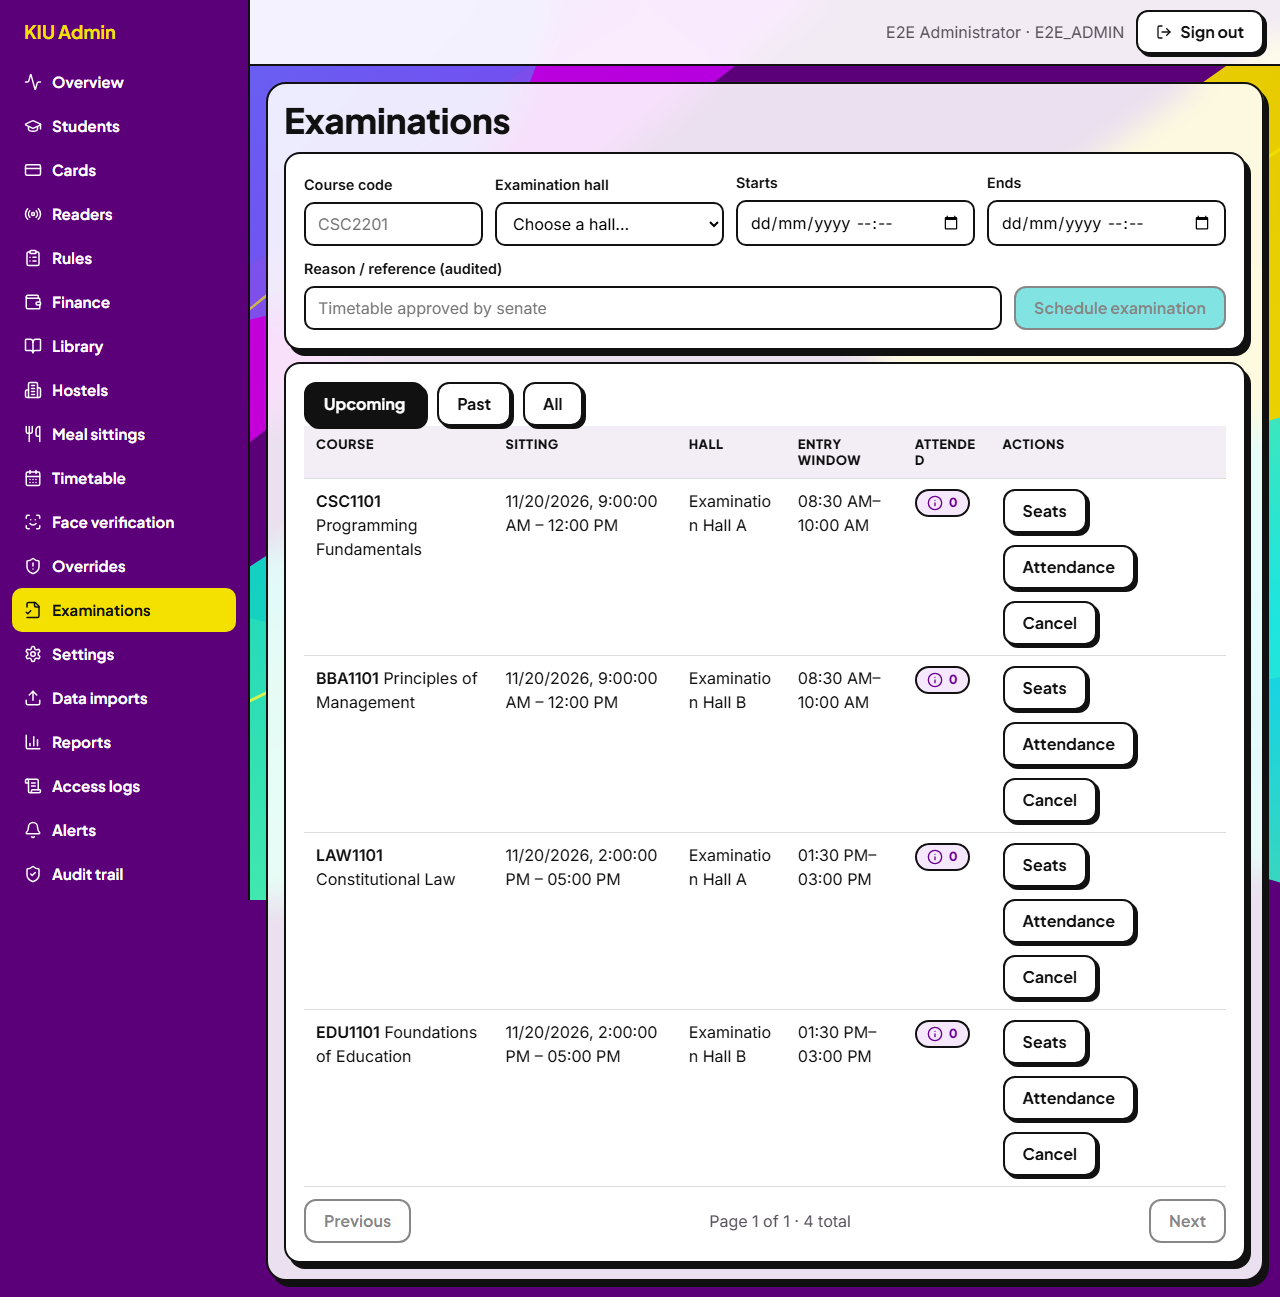 KIU Admin
Overview
Students
Cards
Readers
Rules
Finance
Library
Hostels
Meal sittings
Timetable
Face verification
Overrides
Examinations
Settings
Data imports
Reports
Access logs
Alerts
Audit trail
E2E Administrator · E2E_ADMIN
Sign out
Examinations
Course code
Examination hall
Starts
Ends
CSC2201
Choose a hall...
dd/mm/yyyy --:--
dd/mm/yyyy --:--
Reason / reference (audited)
Timetable approved by senate
Schedule examination
Upcoming
Past
All
COURSE
SITTING
HALL
ENTRY
WINDOW
ATTENDE
D
ACTIONS
CSC1101
Programming
Fundamentals
11/20/2026, 9:00:00
AM – 12:00 PM
Examinatio
n Hall A
08:30 AM–
10:00 AM
0
Seats
Attendance
Cancel
BBA1101 Principles of
Management
11/20/2026, 9:00:00
AM – 12:00 PM
Examinatio
n Hall B
08:30 AM–
10:00 AM
0
Seats
Attendance
Cancel
LAW1101
Constitutional Law
11/20/2026, 2:00:00
PM – 05:00 PM
Examinatio
n Hall A
01:30 PM–
03:00 PM
0
Seats
Attendance
Cancel
EDU1101 Foundations
of Education
11/20/2026, 2:00:00
PM – 05:00 PM
Examinatio
n Hall B
01:30 PM–
03:00 PM
0
Seats
Attendance
Cancel
Previous
Page 1 of 1 · 4 total
Next